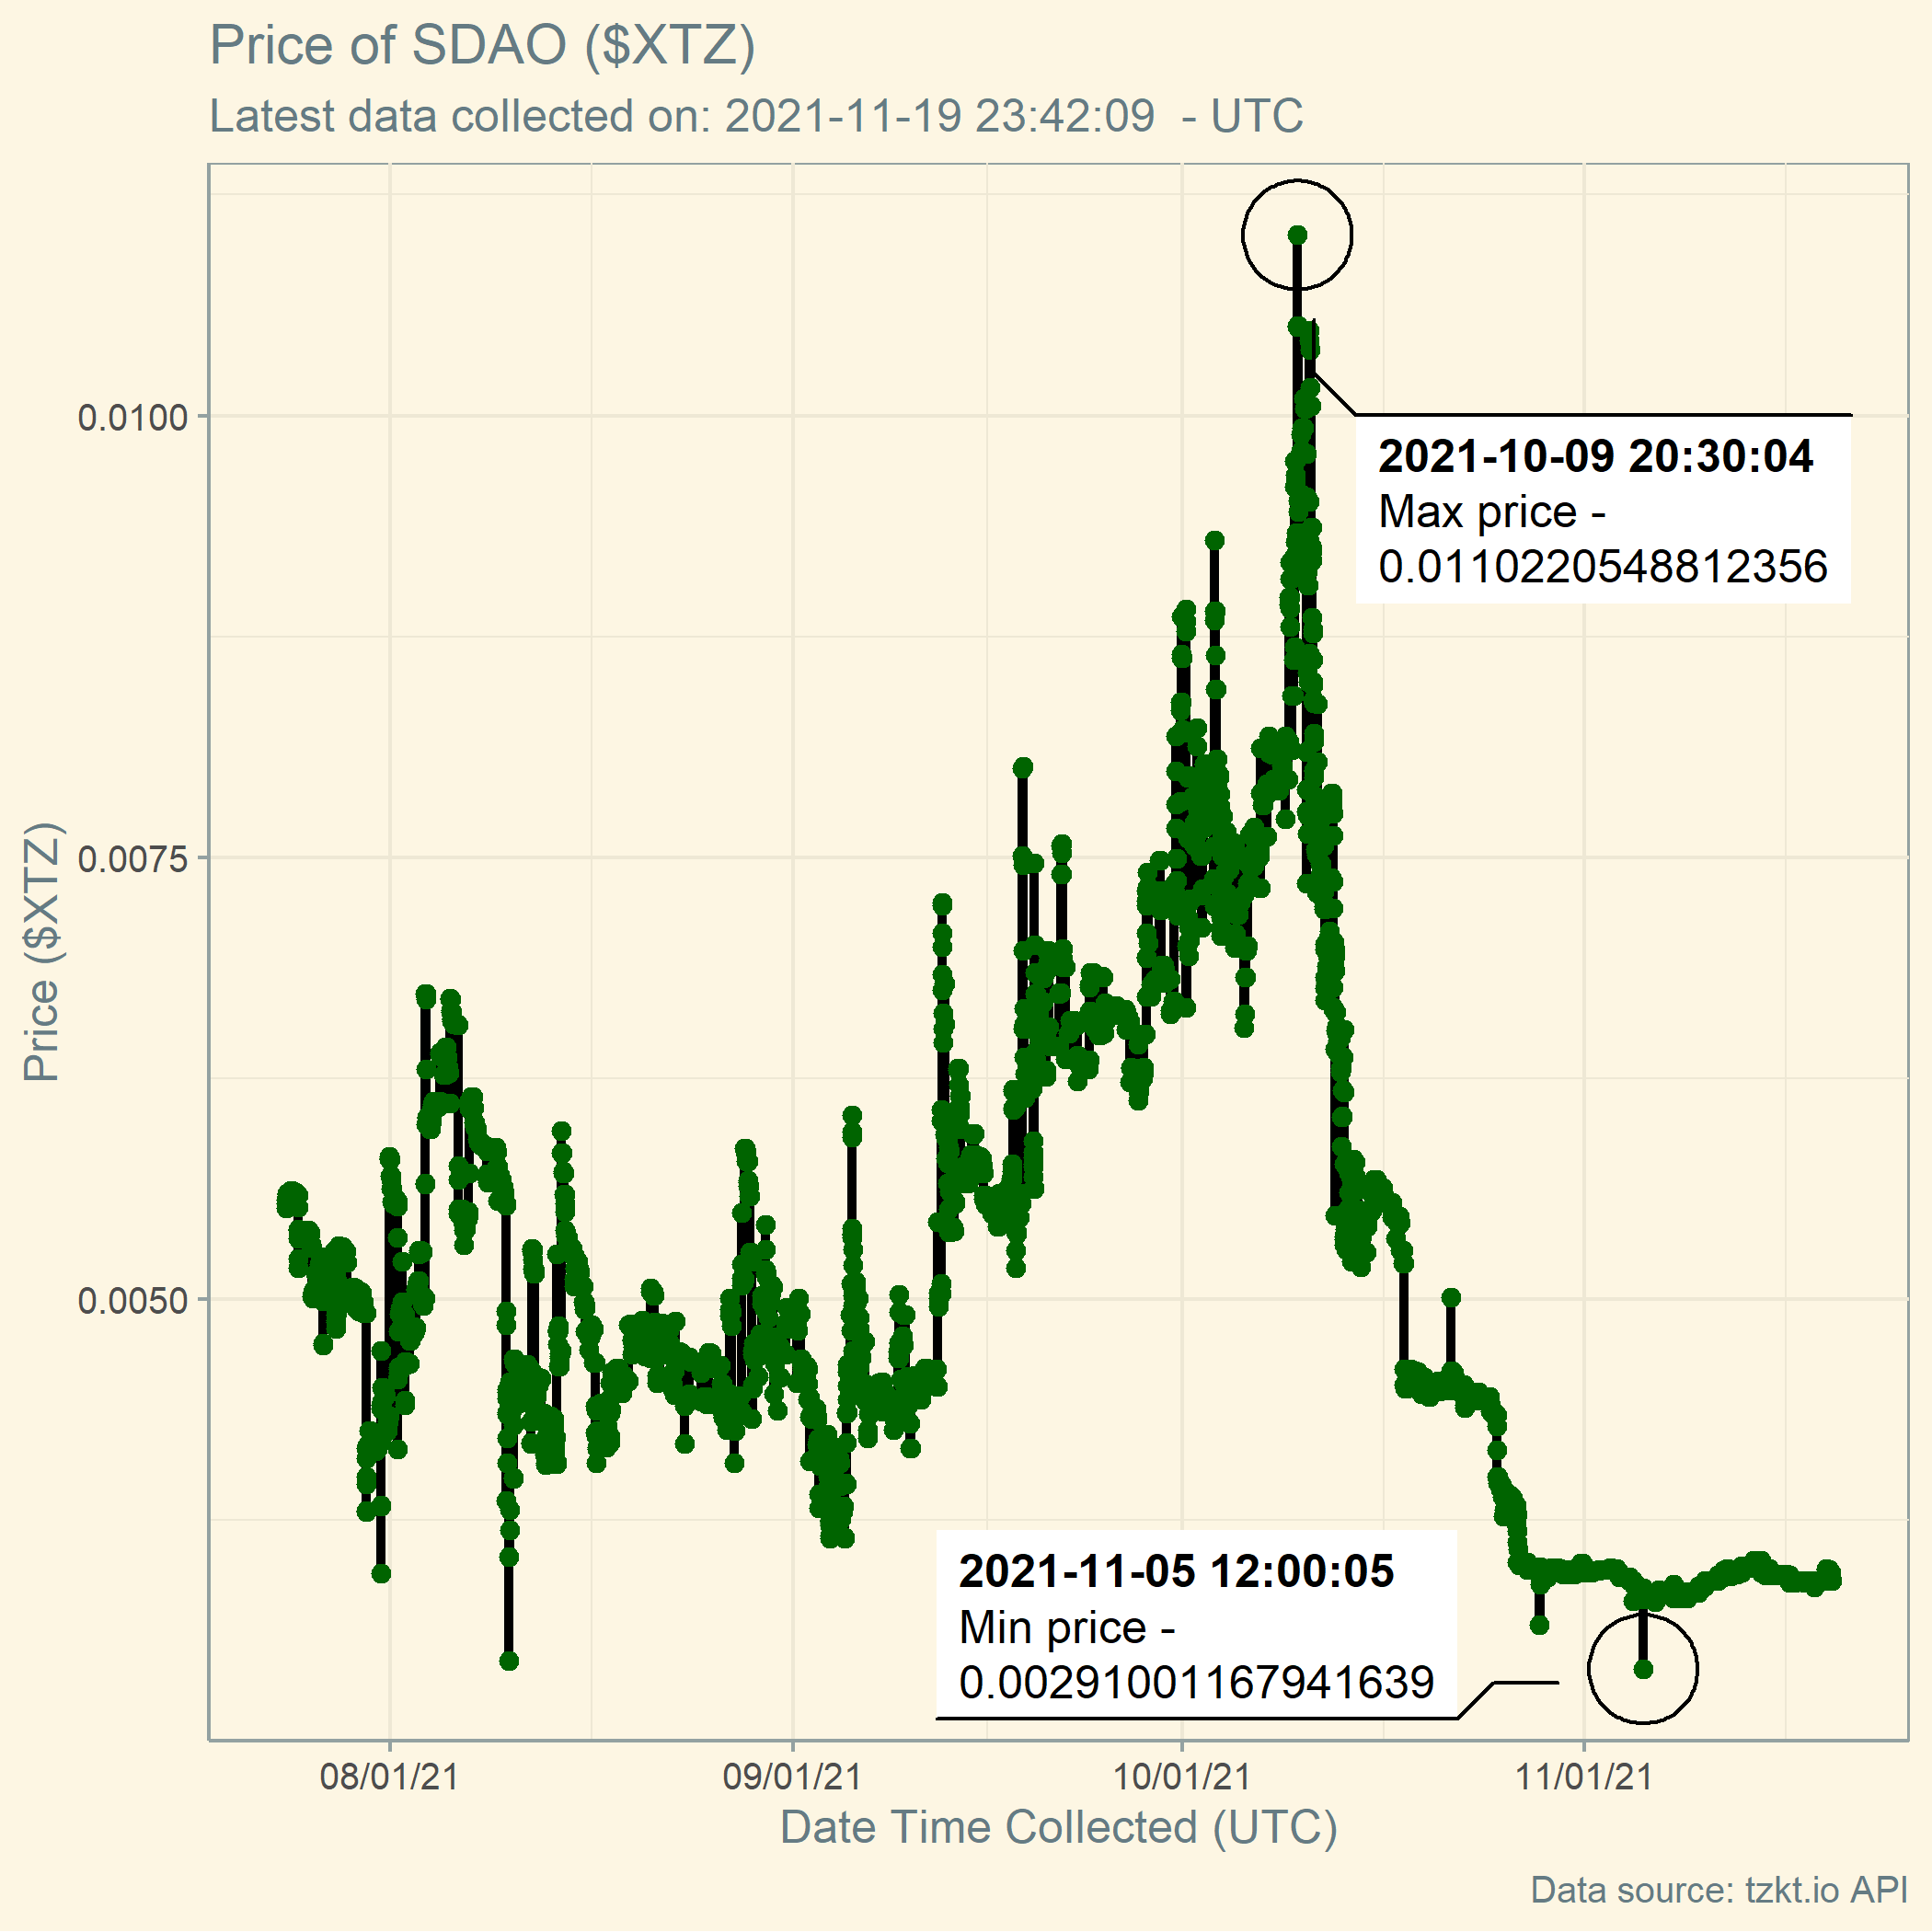 Price of SDAO ($XTZ)
Latest data collected on: 2021-11-19 23:42:09  - UTC
0.0100
2021-10-09 20:30:04
Max price -
0.01102205488​12356
0.0075
Price ($XTZ)
0.0050
2021-11-05 12:00:05
Min price -
0.00291001167941639
08/01/21
09/01/21
10/01/21
11/01/21
Date Time Collected (UTC)
Data source: tzkt.io API